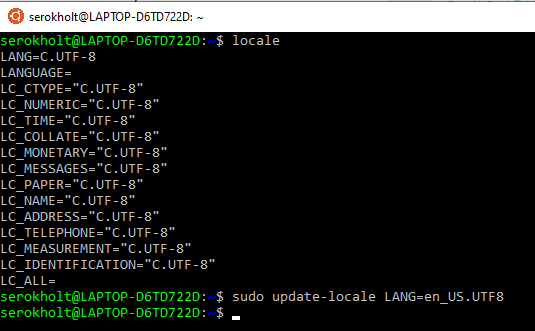 serokholt@LAPTOP-D6TD722D: ~
serokholt@LAPTOP-D6TD722D:~$ locale
LANG=C.UTF-8
LANGUAGE=
LC_CTYPE="C.UTF-8"
LC_NUMERIC="C.UTF-8"
LC_TIME="C.UTF-8"
LC_COLLATE="C.UTF-8"
LC_MONETARY="C.UTF-8"
LC_MESSAGES="C.UTF-8"
LC_PAPER="C.UTF-8"
LC_NAME="C.UTF-8"
LC_ADDRESS="C.UTF-8"
LC_TELEPHONE="C.UTF-8"
LC_MEASUREMENT="C.UTF-8"
LC_IDENTIFICATION="C.UTF-8"
LC_ALL=
serokholt@LAPTOP-D6TD722D:~$ sudo update-locale LANG=en_US.UTF8
serokholt@LAPTOP-D6TD722D:~$